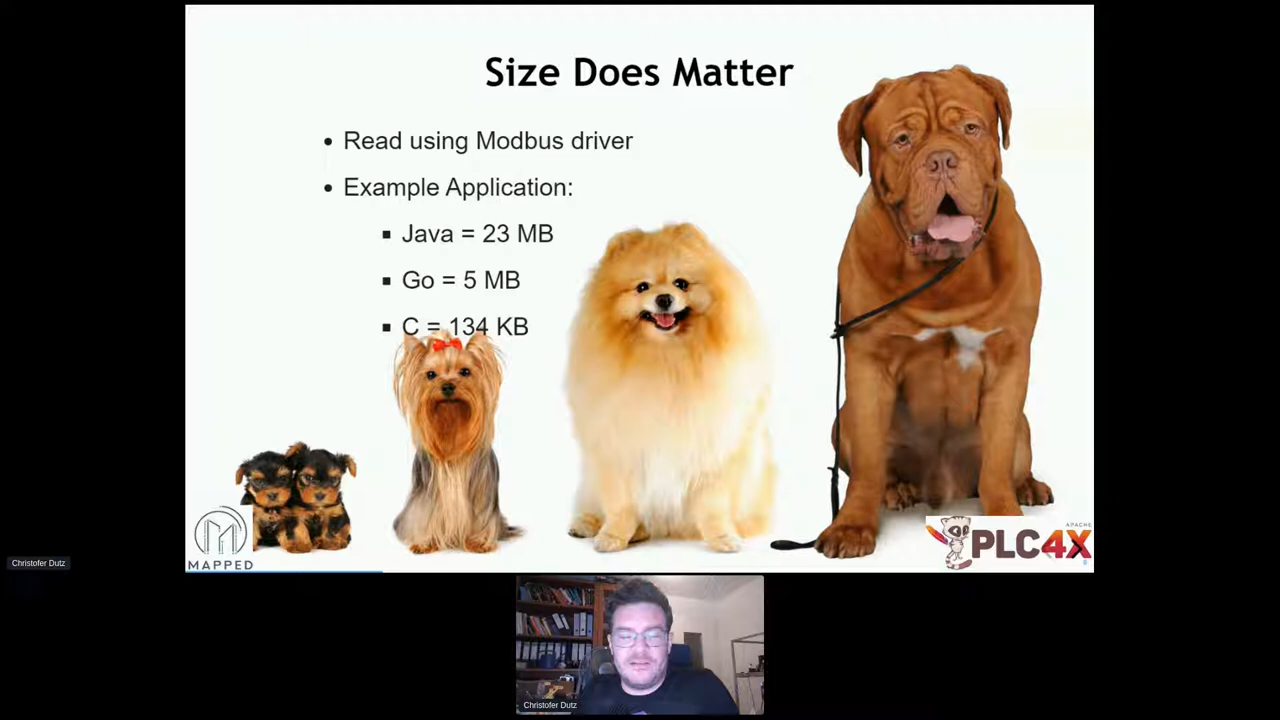 Size Does Matter
Read using Modbus driver
Example Application:
Java = 23 MB
Go = 5 MB
C = 134 KB
MAPPED
APACHE
PLC4X
Christofer Dutz
Christofer Dutz